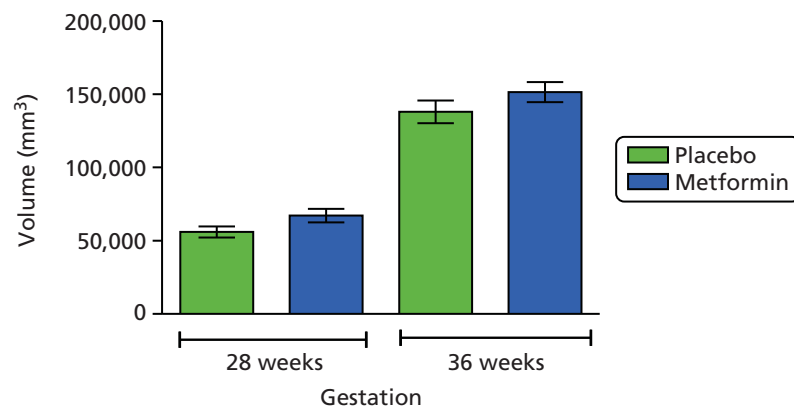 200,000
150,000
100,000
50,000
0
Volume (mm³)
28 weeks
36 weeks
Gestation
Placebo
Metformin